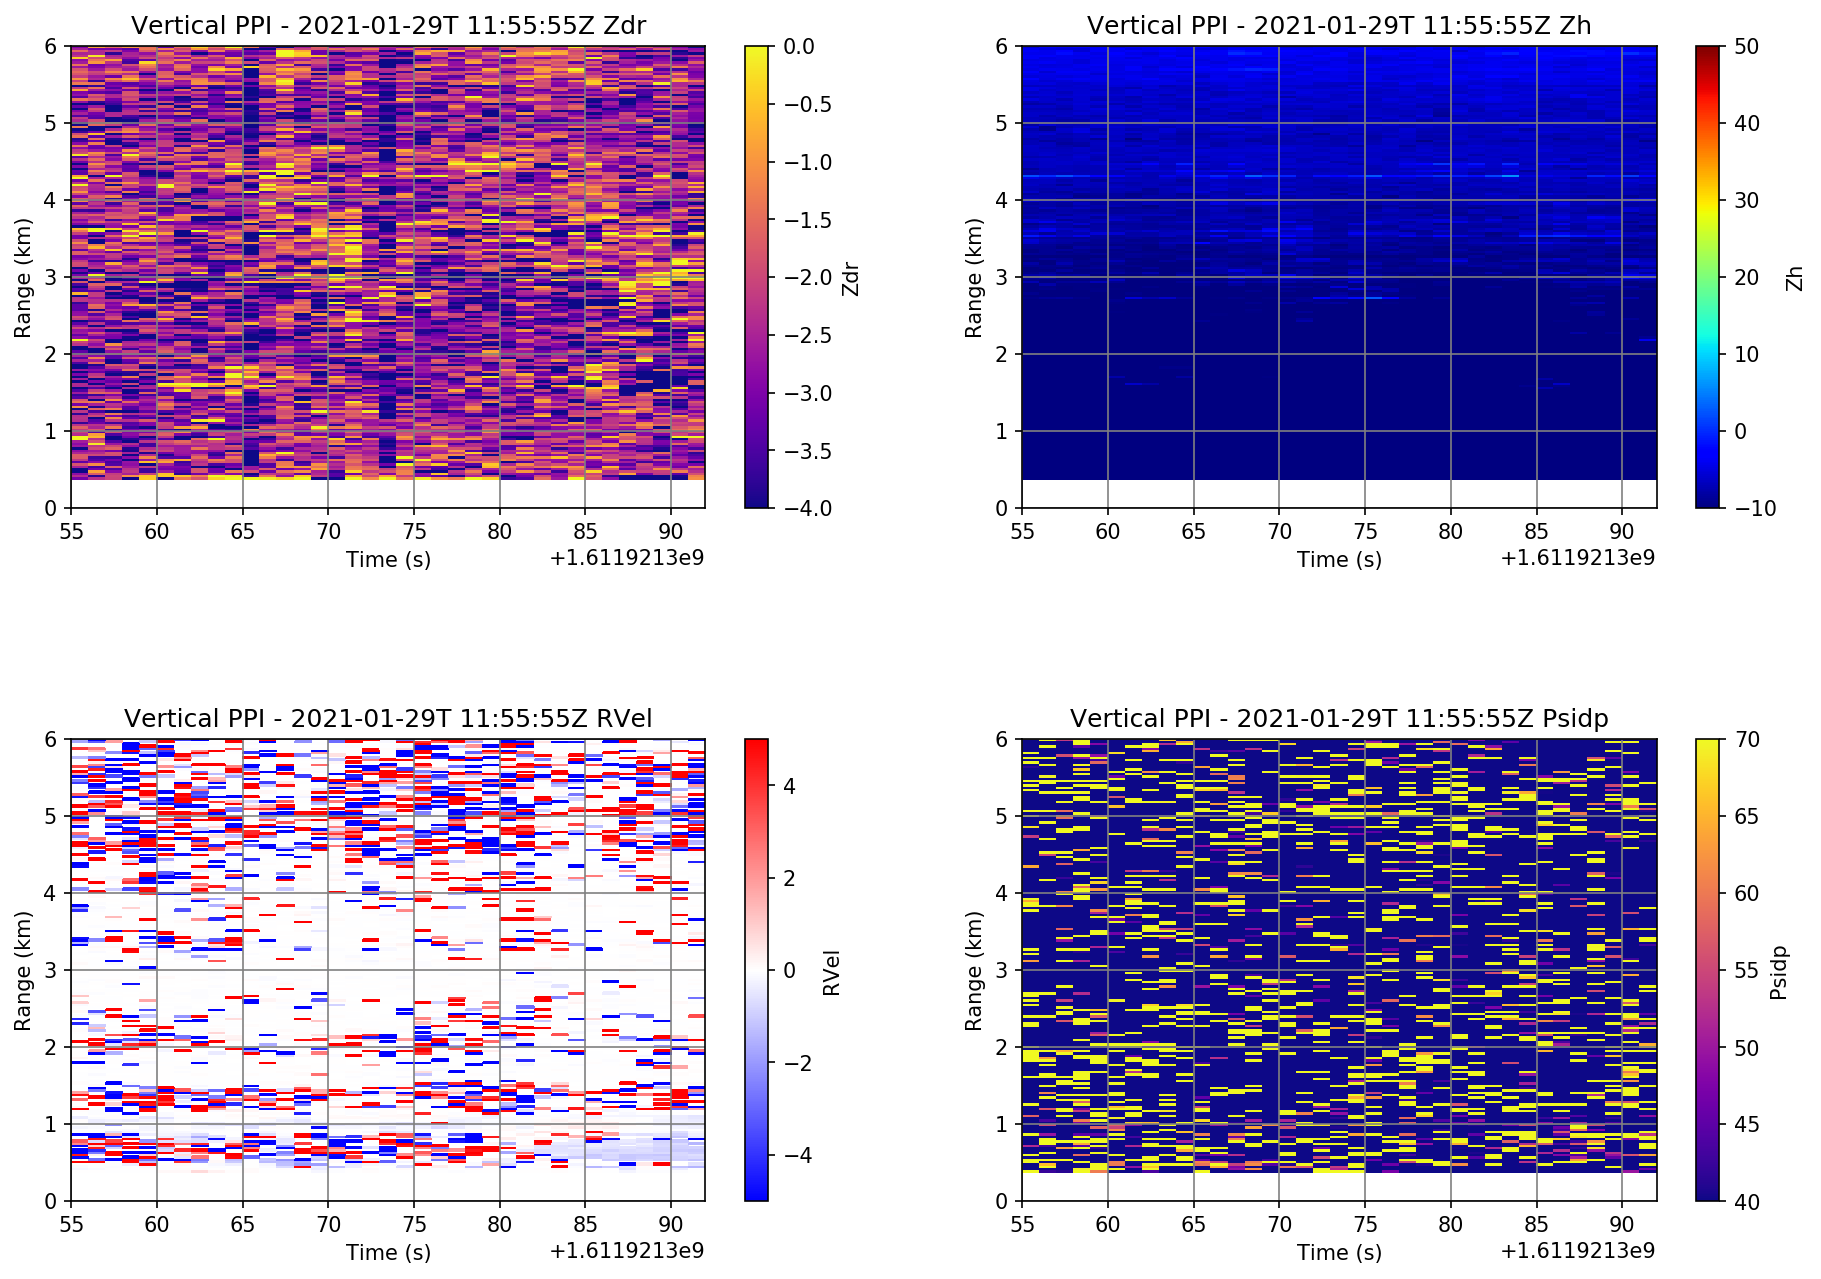 Vertical PPI - 2021-01-29T 11:55:55Z Zdr
6
5
4
3
2
1
0
Range (km)
55 60 65 70 75 80 85 90
Time (s)
+1.6119213e9
0.0
−0.5
−1.0
−1.5
−2.0
−2.5
−3.0
−3.5
−4.0
Zdr
Vertical PPI - 2021-01-29T 11:55:55Z Zh
6
5
4
3
2
1
0
Range (km)
55 60 65 70 75 80 85 90
Time (s)
+1.6119213e9
50
40
30
20
10
0
−10
Zh
Vertical PPI - 2021-01-29T 11:55:55Z RVel
6
5
4
3
2
1
0
Range (km)
55 60 65 70 75 80 85 90
Time (s)
+1.6119213e9
4
2
0
−2
−4
RVel
Vertical PPI - 2021-01-29T 11:55:55Z Psidp
6
5
4
3
2
1
0
Range (km)
55 60 65 70 75 80 85 90
Time (s)
+1.6119213e9
70
65
60
55
50
45
40
Psidp